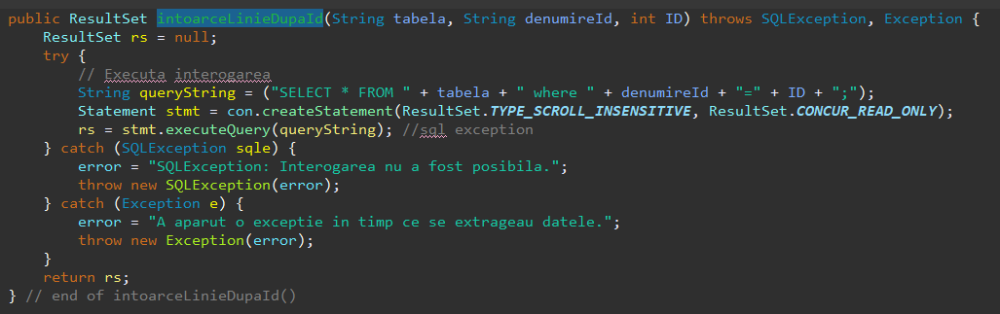 public ResultSet intoarceLinieDupaId(String tabela, String denumireId, int ID) throws SQLException, Exception {
    ResultSet rs = null;
    try {
        // Executa interogarea
        String queryString = ("SELECT * FROM " + tabela + " where " + denumireId + "=" + ID + ";");
        Statement stmt = con.createStatement(ResultSet.TYPE_SCROLL_INSENSITIVE, ResultSet.CONCUR_READ_ONLY);
        rs = stmt.executeQuery(queryString); //sql exception
    } catch (SQLException sqle) {
        error = "SQLException: Interogarea nu a fost posibila.";
        throw new SQLException(error);
    } catch (Exception e) {
        error = "A aparut o exceptie in timp ce se extrageau datele.";
        throw new Exception(error);
    }
    return rs;
} // end of intoarceLinieDupaId()